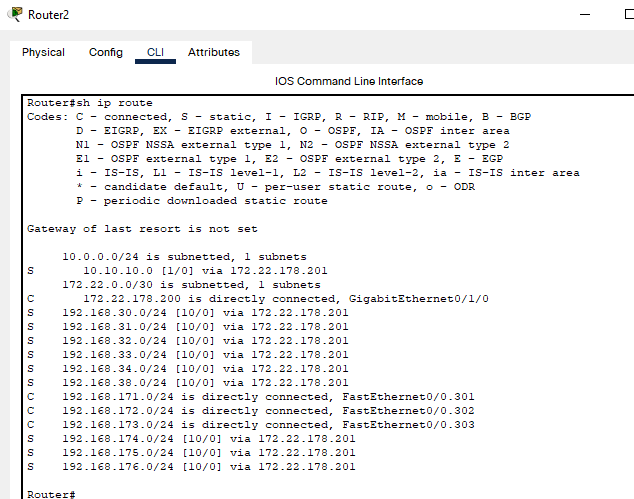 Router2
Physical Config CLI Attributes
IOS Command Line Interface
Router#sh ip route
Codes: C - connected, S - static, I - IGRP, R - RIP, M - mobile, B - BGP
D - EIGRP, EX - EIGRP external, O - OSPF, IA - OSPF inter area
N1 - OSPF NSSA external type 1, N2 - OSPF NSSA external type 2
E1 - OSPF external type 1, E2 - OSPF external type 2, E - EGP
i - IS-IS, L1 - IS-IS level-1, L2 - IS-IS level-2, ia - IS-IS inter area
* - candidate default, U - per-user static route, o - ODR
P - periodic downloaded static route
Gateway of last resort is not set
10.0.0.0/24 is subnetted, 1 subnets
S 10.10.10.0 [1/0] via 172.22.178.201
172.22.0.0/30 is subnetted, 1 subnets
C 172.22.178.200 is directly connected, GigabitEthernet0/1/0
S 192.168.30.0/24 [10/0] via 172.22.178.201
S 192.168.31.0/24 [10/0] via 172.22.178.201
S 192.168.32.0/24 [10/0] via 172.22.178.201
S 192.168.33.0/24 [10/0] via 172.22.178.201
S 192.168.34.0/24 [10/0] via 172.22.178.201
S 192.168.38.0/24 [10/0] via 172.22.178.201
C 192.168.171.0/24 is directly connected, FastEthernet0/0.301
C 192.168.172.0/24 is directly connected, FastEthernet0/0.302
C 192.168.173.0/24 is directly connected, FastEthernet0/0.303
S 192.168.174.0/24 [10/0] via 172.22.178.201
S 192.168.175.0/24 [10/0] via 172.22.178.201
S 192.168.176.0/24 [10/0] via 172.22.178.201
Router#